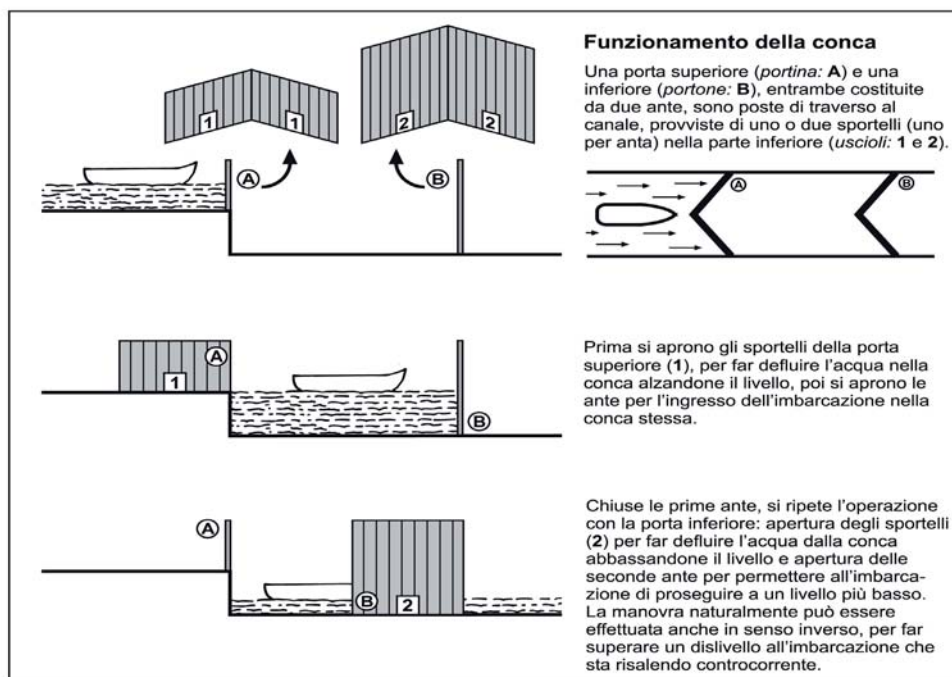 Funzionamento della conca
Una porta superiore (portina: A) e una
inferiore (portone: B), entrambe costituite
da due ante, sono poste di traverso al
canale, provviste di uno o due sportelli (uno
per anta) nella parte inferiore (uscioli: 1 e 2).
1 1
2 2
A
B
A
B
A
1
B
Prima si aprono gli sportelli della porta
superiore (1), per far defluire l'acqua nella
conca alzandone il livello, poi si aprono le
ante per l'ingresso dell'imbarcazione nella
conca stessa.
A
B
2
Chiuse le prime ante, si ripete l'operazione
con la porta inferiore: apertura degli sportelli
(2) per far defluire l'acqua dalla conca
abbassandone il livello e apertura delle
seconde ante per permettere all'imbarca-
zione di proseguire a un livello più basso.
La manovra naturalmente può essere
effettuata anche in senso inverso, per far
superare un dislivello all'imbarcazione che
sta risalendo controcorrente.